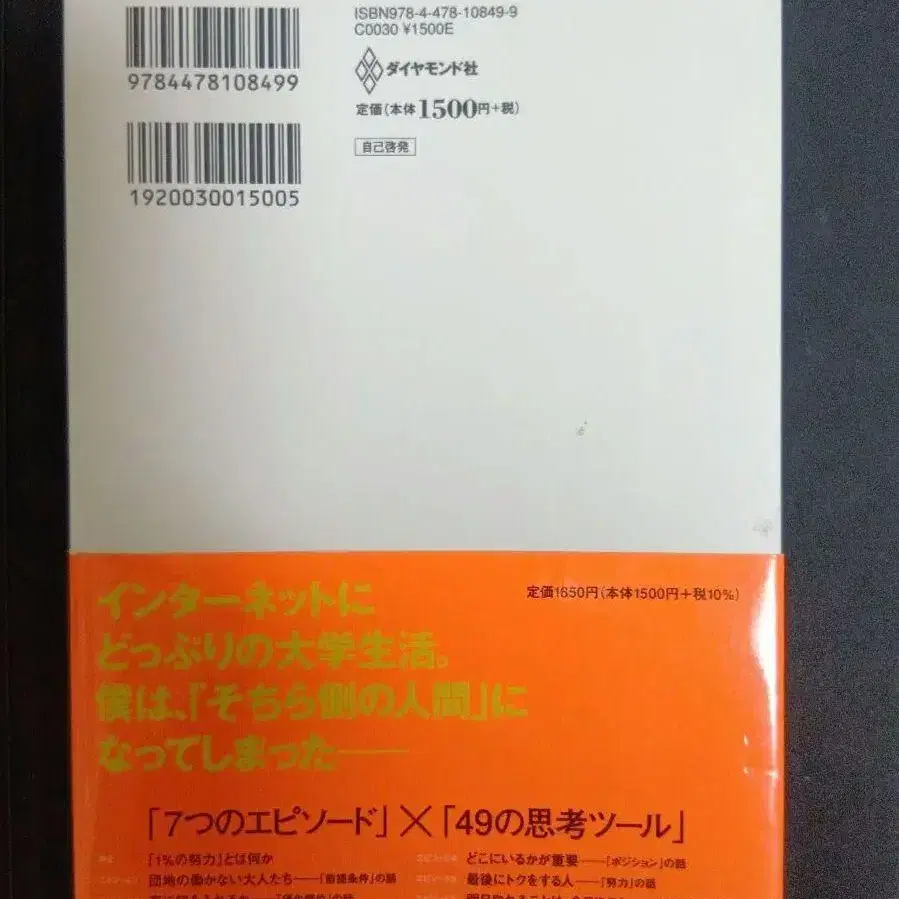 ISBN978-4-478-10849-9
C0030 ¥1500E
9784478108499
ダイヤモンド社
定価(本体1500円+税)
自己啓発
1920030015005
定価1650円(本体1500円+税10%)
インターネットに
どっぷりの大学生活。
僕は、「そちら側の人間」に
なってしまった——
「7つのエピソード」×「49の思考ツール」
「1%の努力」とは何か
団地の働かない大人たち——「前提条件」の話
どこにいるかが重要——「ポジション」の話
最後にトクをする人——「努力」の話